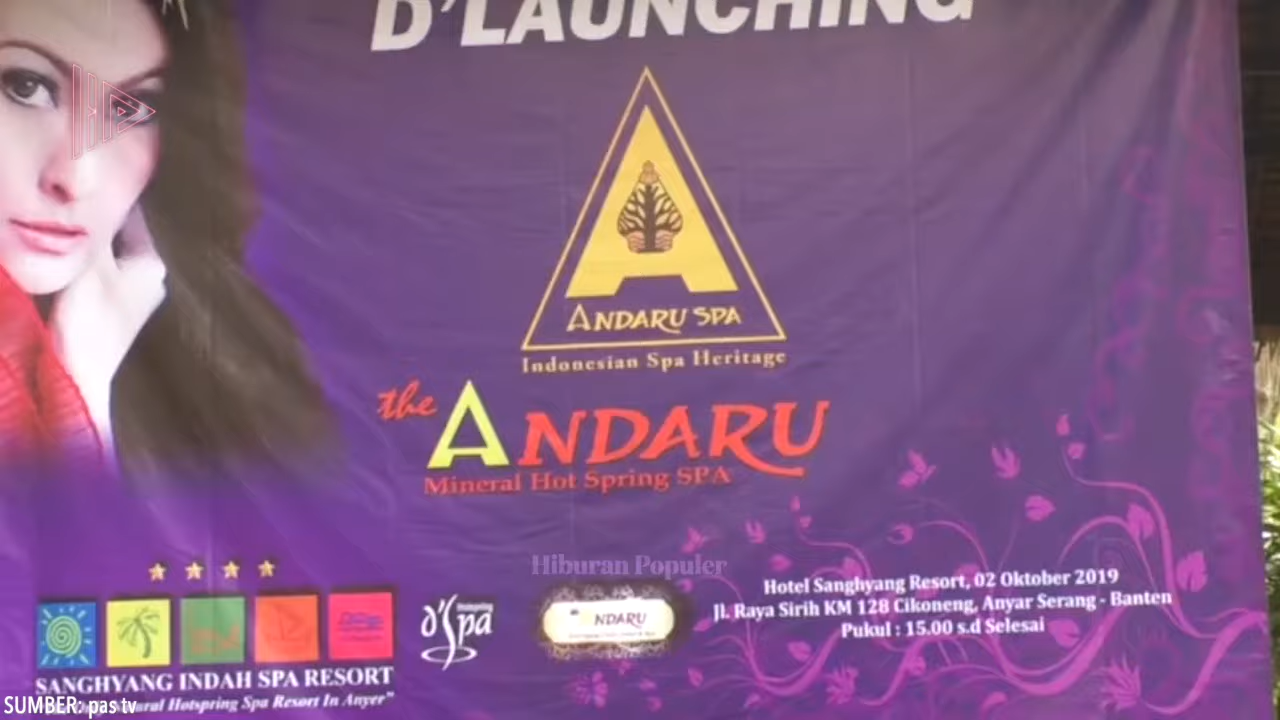 D'LAUNCHING
ANDARU SPA
Indonesian Spa Heritage
the ANDARU
Mineral Hot Spring SPA
Hiburan Populer
d'Spa
ANDARU
Hotel Sanghyang Resort, 02 Oktober 2019
Jl. Raya Sirih KM 128 Cikoneng, Anyar Serang - Banten
Pukul : 15.00 s.d Selesai
SANGHYANG INDAH SPA RESORT
Hotspring Spa Resort In Anyer"
SUMBER: pas tv